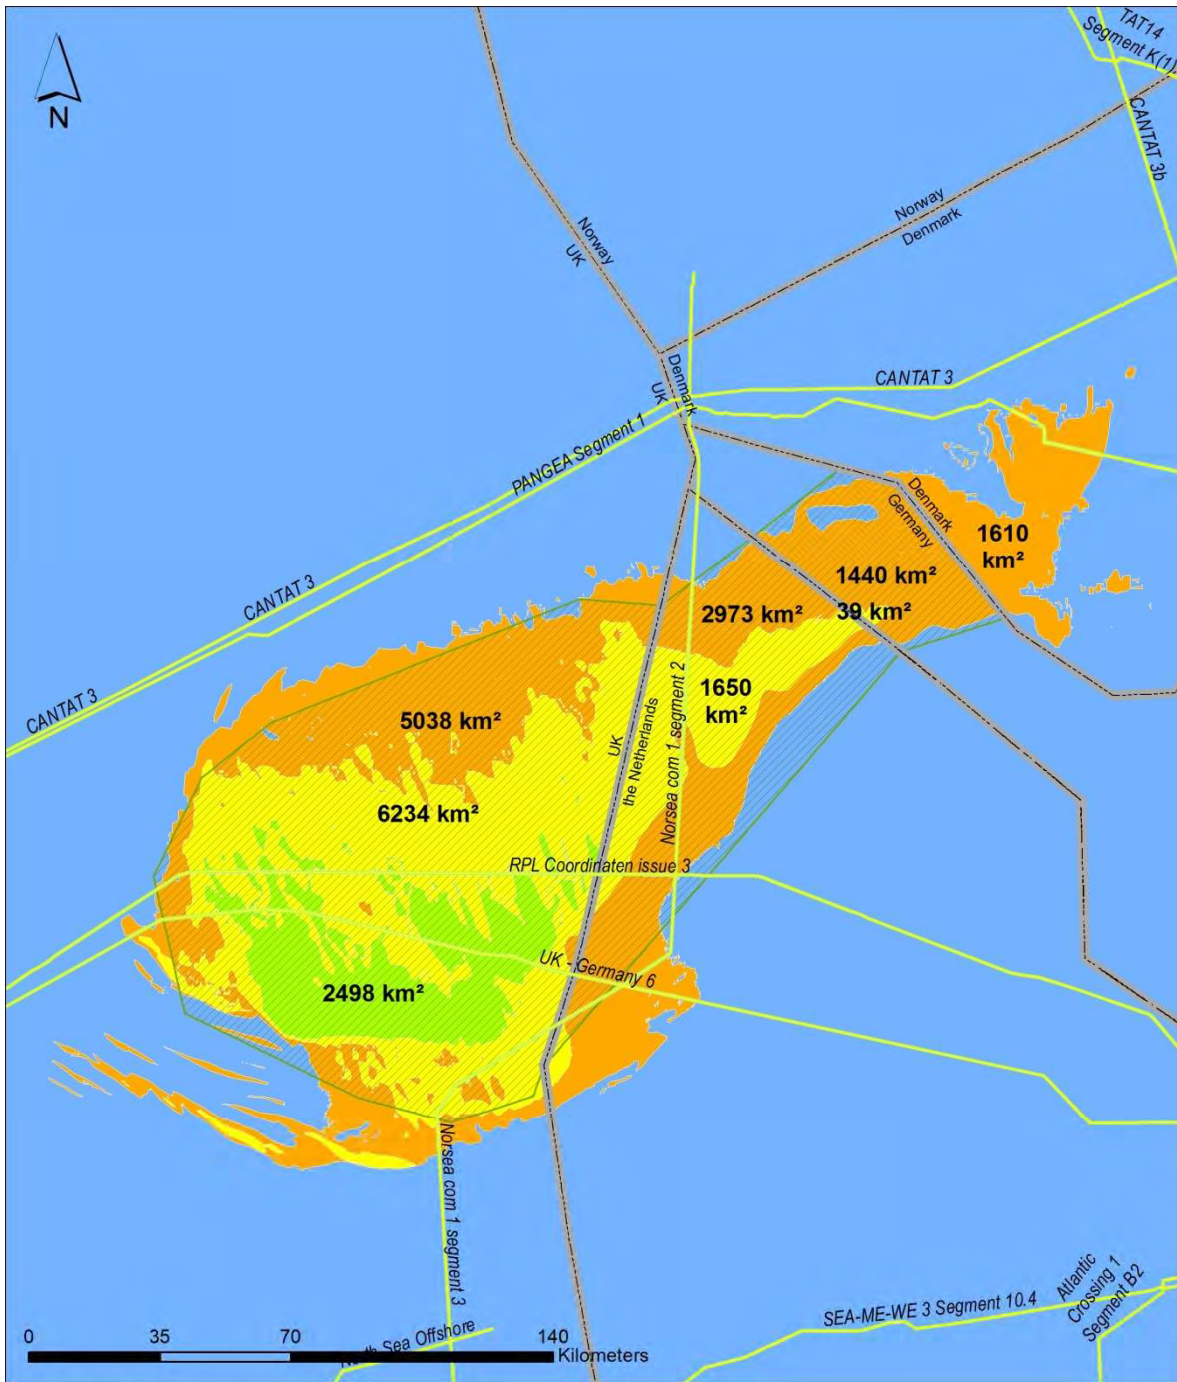 TAT14
Segment K(1)
CANTAT 3b
N
Norway
UK
Norway
Denmark
Denmark
UK
CANTAT 3
PANGEA Segment 1
Denmark
Germany
1610
km²
1440 km²
CANTAT 3
2973 km²
39 km²
CANTAT 3
1650
km²
5038 km²
UK
the Netherlands
Norsea com 1 segment 2
6234 km²
RPL Coordinaten issue 3
UK - Germany 6
2498 km²
Norsea com 1 segment 3
Atlantic
Crossing 1
Segment B2
SEA-ME-WE 3 Segment 10.4
North Sea Offshore
0 35 70 140
Kilometers